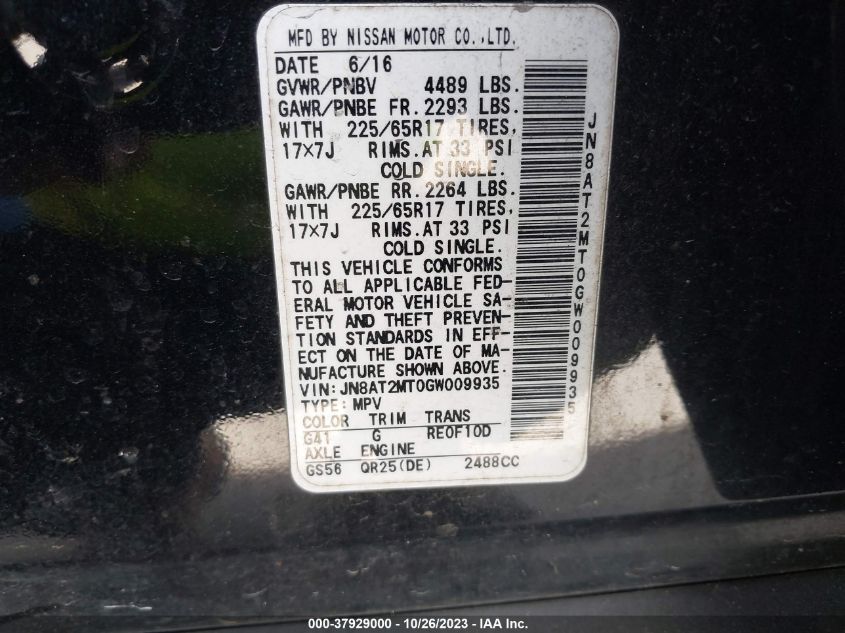 MFD BY NISSAN MOTOR CO.,LTD.
DATE 6/16
GVWR/PNBV 4489 LBS.
GAWR/PNBE FR. 2293 LBS.
WITH 225/65R17 TIRES,
17×7J RIMS. AT 33 PSI
COLD SINGLE.
GAWR/PNBE RR. 2264 LBS.
WITH 225/65R17 TIRES,
17×7J RIMS. AT 33 PSI
COLD SINGLE.
THIS VEHICLE CONFORMS
TO ALL APPLICABLE FED-
ERAL MOTOR VEHICLE SA-
FETY AND THEFT PREVEN-
TION STANDARDS IN EFF-
ECT ON THE DATE OF MA-
NUFACTURE SHOWN ABOVE.
VIN: JN8AT2MT0GW009935
TYPE: MPV
COLOR TRIM TRANS
G41 G RE0F10D
AXLE ENGINE
GS56 QR25(DE) 2488CC
JN8AT2MT0GW009935
000-37929000 - 10/26/2023 - IAA Inc.